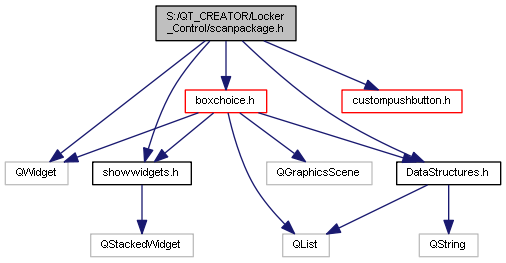 S:/QT_CREATOR/Locker
_Control/scanpackage.h
boxchoice.h
custompushbutton.h
QWidget
showwidgets.h
QGraphicsScene
DataStructures.h
QStackedWidget
QList
QString